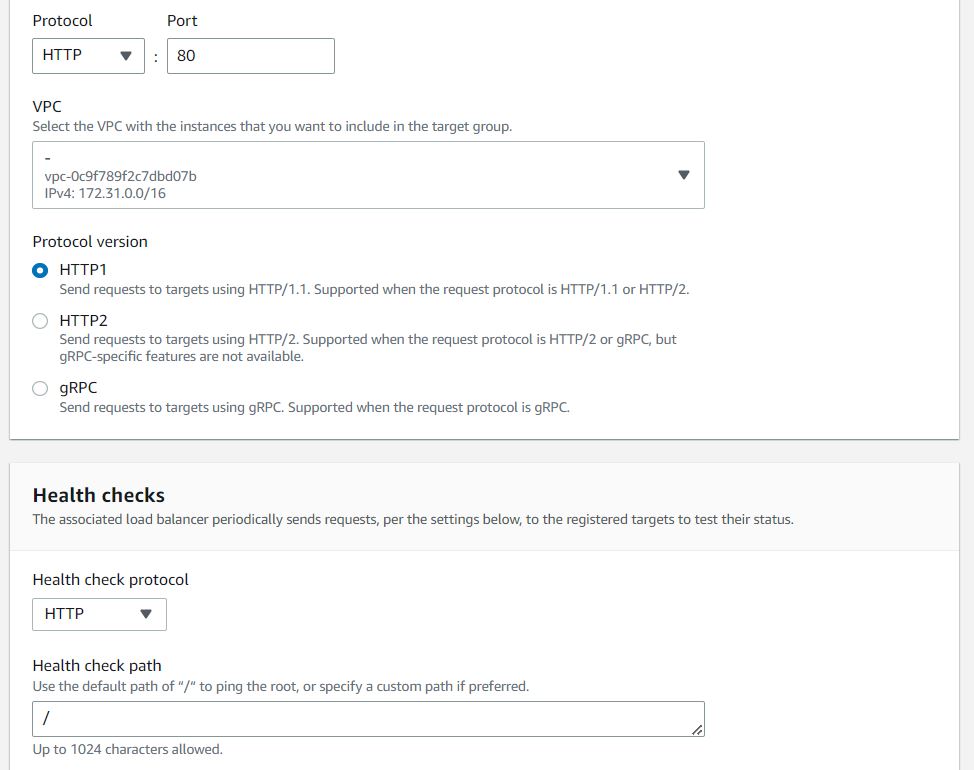 Protocol Port
HTTP : 80
VPC
Select the VPC with the instances that you want to include in the target group.
-
vpc-0c9f789f2c7dbd07b
IPv4: 172.31.0.0/16
Protocol version
HTTP1
Send requests to targets using HTTP/1.1. Supported when the request protocol is HTTP/1.1 or HTTP/2.
HTTP2
Send requests to targets using HTTP/2. Supported when the request protocol is HTTP/2 or gRPC, but
gRPC-specific features are not available.
gRPC
Send requests to targets using gRPC. Supported when the request protocol is gRPC.
Health checks
The associated load balancer periodically sends requests, per the settings below, to the registered targets to test their status.
Health check protocol
HTTP
Health check path
Use the default path of “/“ to ping the root, or specify a custom path if preferred.
/
Up to 1024 characters allowed.